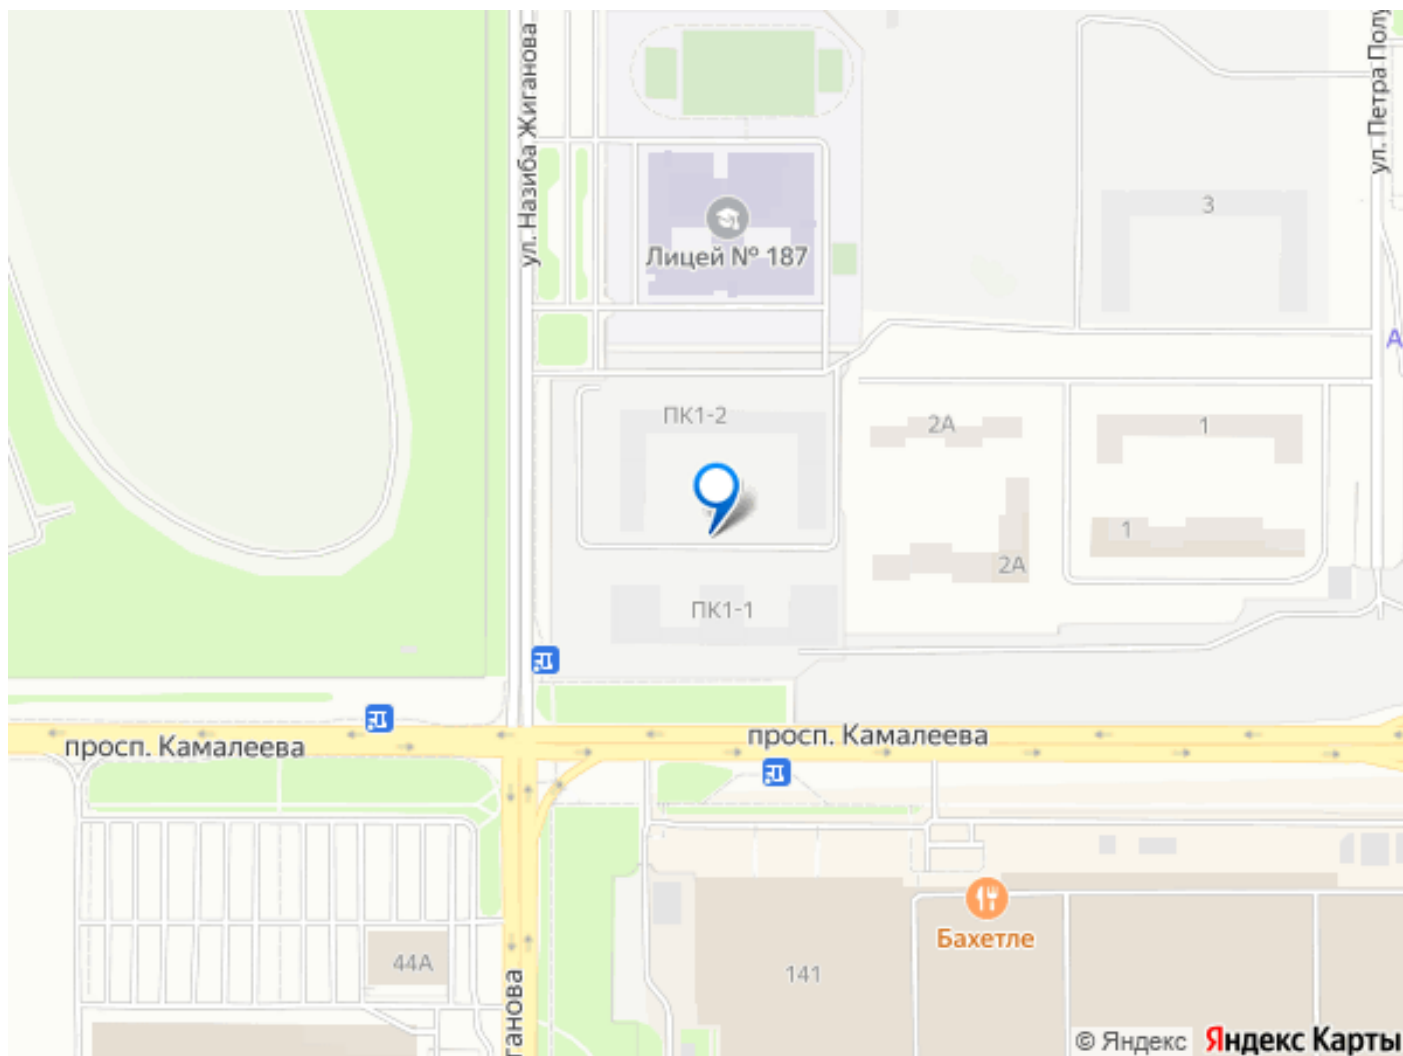 ул. Назиба Жиганова
ул. Петра Полу
3
Лицей № 187
А
ПК1-2
2А
1
1
2А
ПК1-1
просп. Камалеева
просп. Камалеева
Бахетле
44А
141
ганова
© Яндекс Яндекс Карты